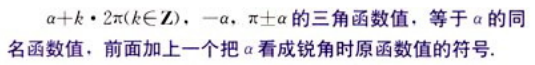 α+k·2π(k∈Z)，−α，π±α的三角函数值，等于α的同
名函数值，前面加上一个把α看成锐角时原函数值的符号.